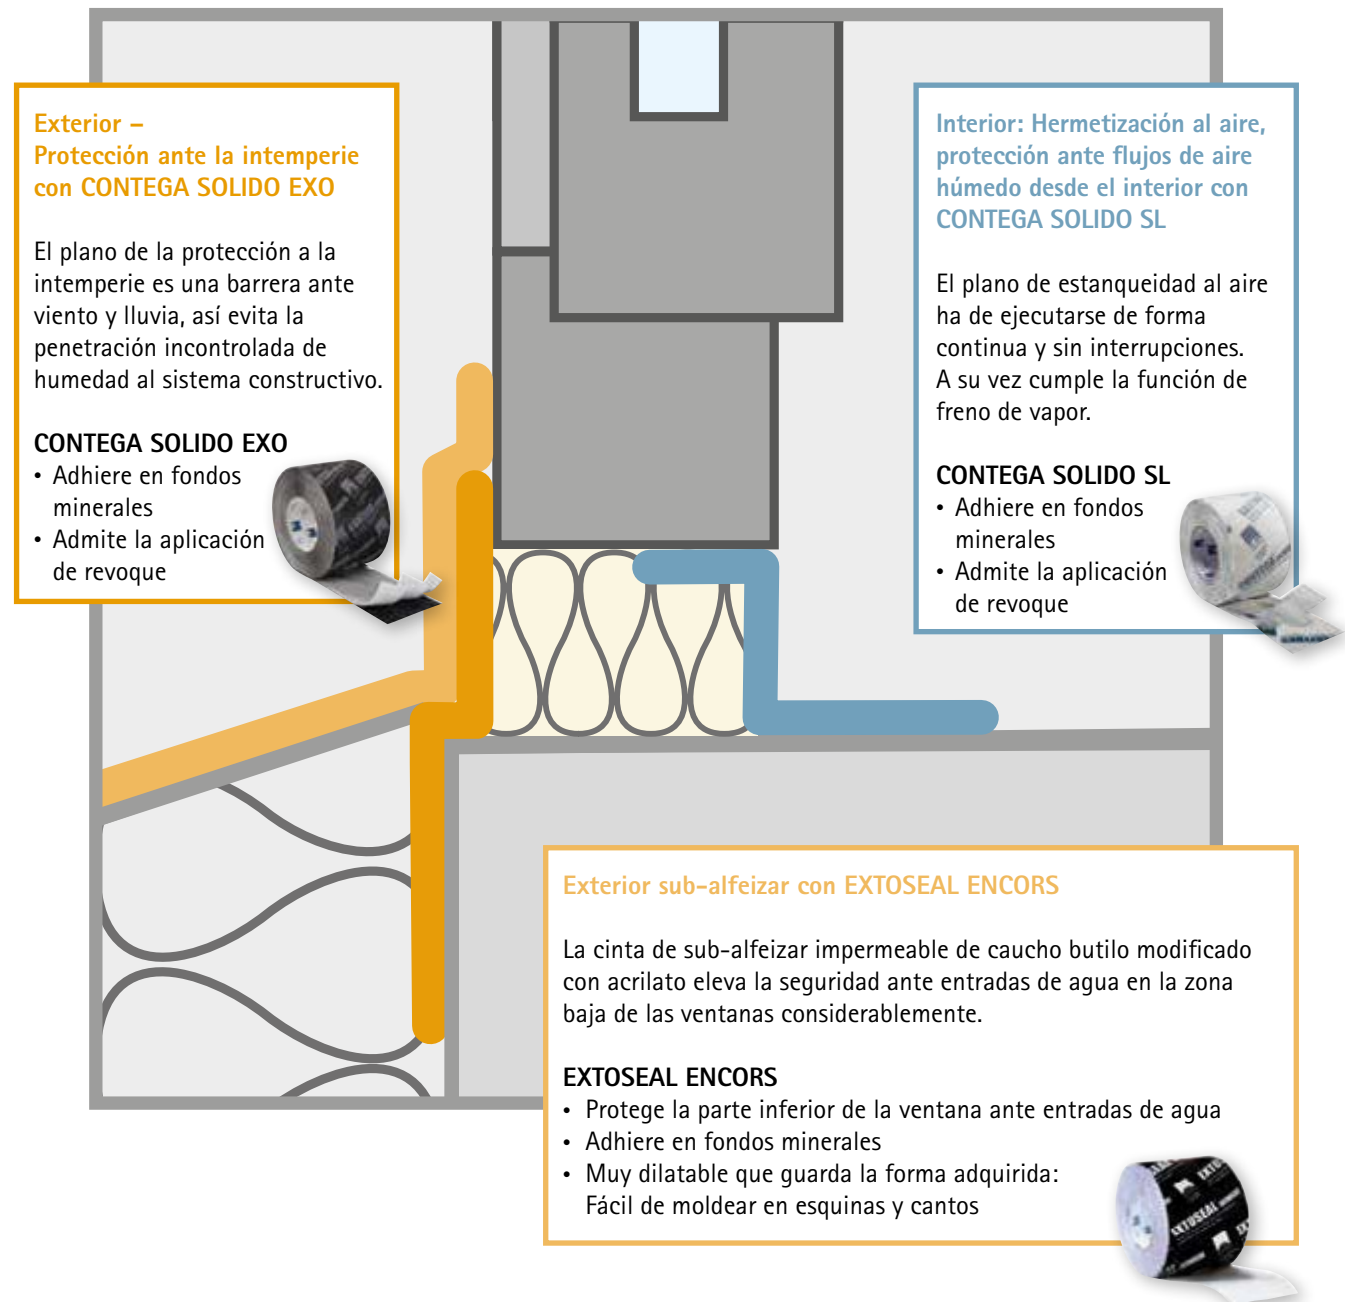 Exterior –
Protección ante la intemperie
con CONTEGA SOLIDO EXO
El plano de la protección a la
intemperie es una barrera ante
viento y lluvia, así evita la
penetración incontrolada de
humedad al sistema constructivo.
CONTEGA SOLIDO EXO
• Adhiere en fondos
minerales
• Admite la aplicación
de revoque
Interior: Hermetización al aire,
protección ante flujos de aire
húmedo desde el interior con
CONTEGA SOLIDO SL
El plano de estanqueidad al aire
ha de ejecutarse de forma
continua y sin interrupciones.
A su vez cumple la función de
freno de vapor.
CONTEGA SOLIDO SL
• Adhiere en fondos
minerales
• Admite la aplicación
de revoque
Exterior sub-alfeizar con EXTOSEAL ENCORS
La cinta de sub-alfeizar impermeable de caucho butilo modificado
con acrilato eleva la seguridad ante entradas de agua en la zona
baja de las ventanas considerablemente.
EXTOSEAL ENCORS
• Protege la parte inferior de la ventana ante entradas de agua
• Adhiere en fondos minerales
• Muy dilatable que guarda la forma adquirida:
Fácil de moldear en esquinas y cantos
EXTOSEAL